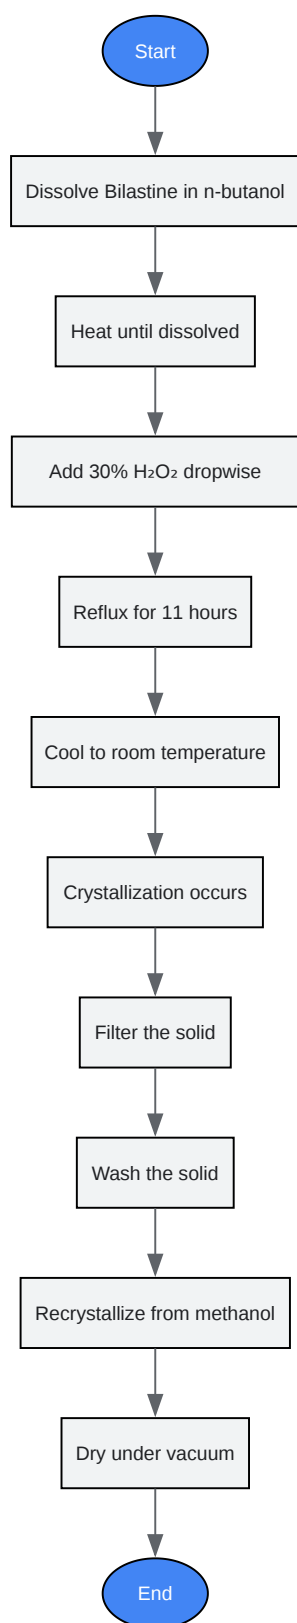 Start
Dissolve Bilastine in n-butanol
Heat until dissolved
Add 30% H₂O₂ dropwise
Reflux for 11 hours
Cool to room temperature
Crystallization occurs
Filter the solid
Wash the solid
Recrystallize from methanol
Dry under vacuum
End